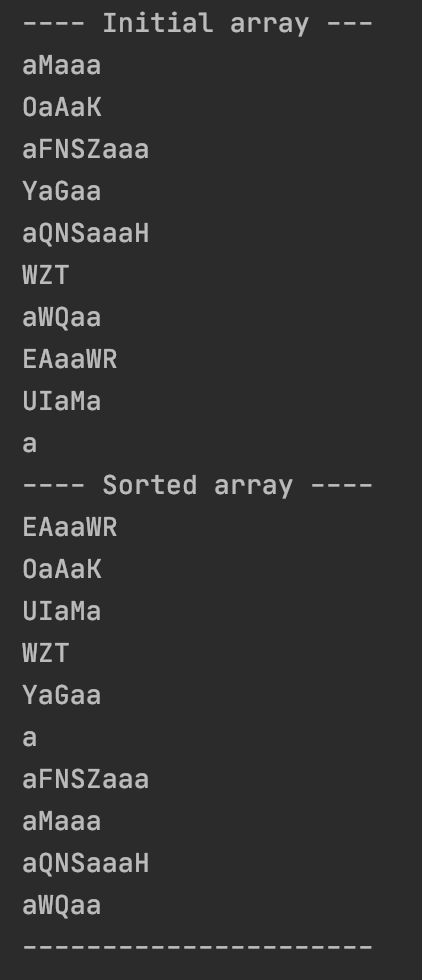 ---- Initial array ---
aMaaa
OaAaK
aFNSZaaa
YaGaa
aQNSaaaH
WZT
aWQaa
EAaaWR
UIaMa
a
---- Sorted array ----
EAaaWR
OaAaK
UIaMa
WZT
YaGaa
a
aFNSZaaa
aMaaa
aQNSaaaH
aWQaa
----------------------